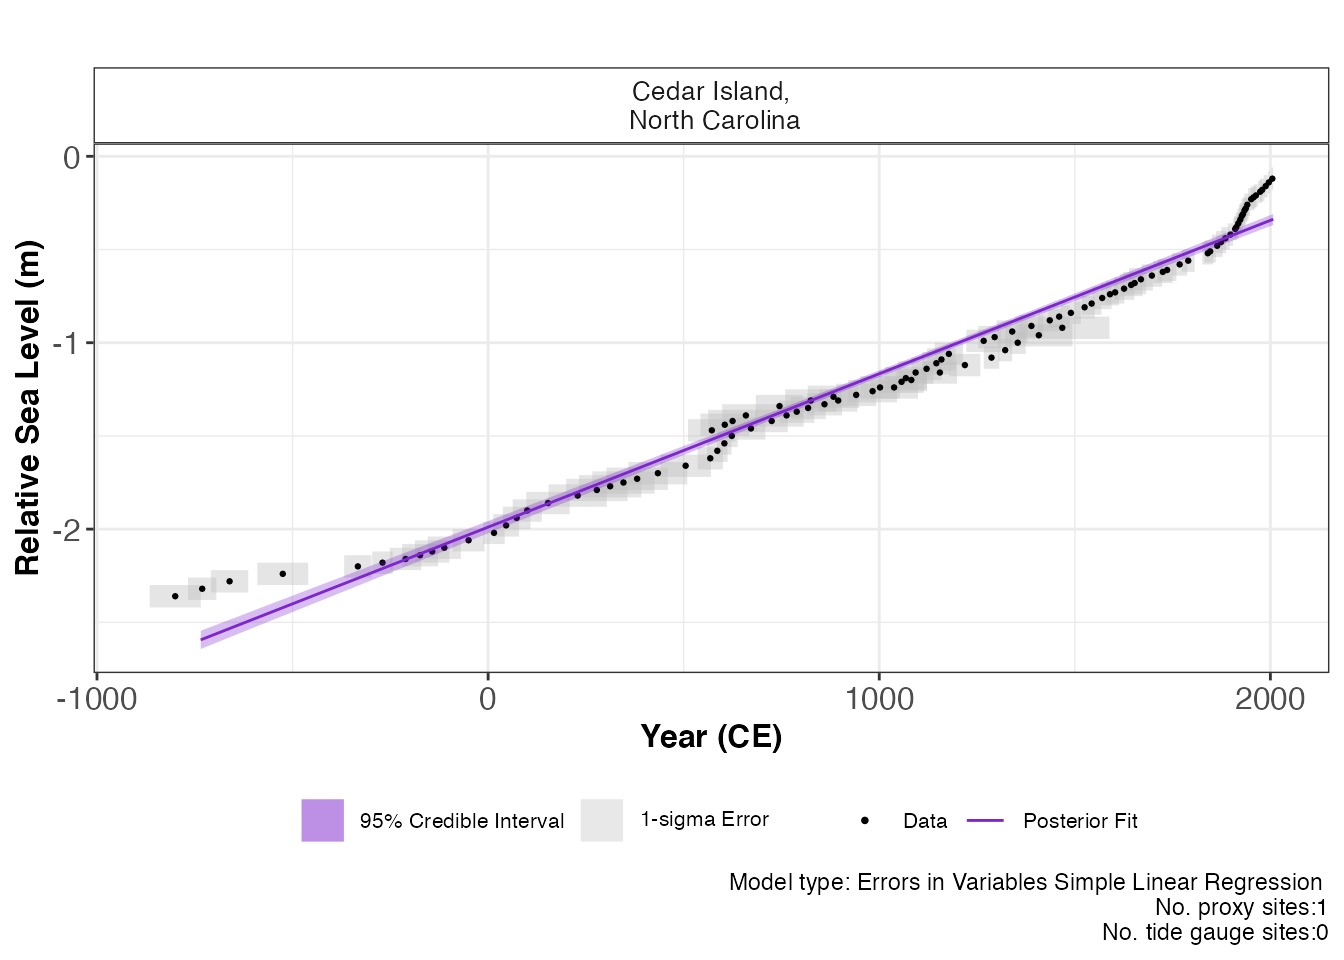 Cedar Island,
North Carolina
0
-1
-2
Relative Sea Level (m)
-1000 0 1000 2000
Year (CE)
95% Credible Interval 1-sigma Error Data Posterior Fit
Model type: Errors in Variables Simple Linear Regression
No. proxy sites:1
No. tide gauge sites:0